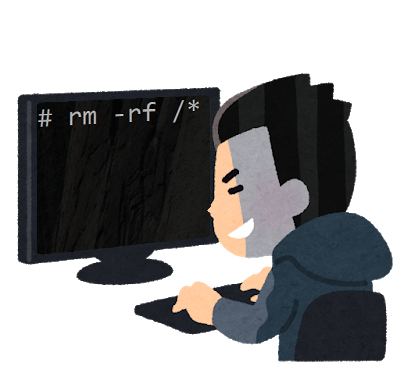 # rm -rf /*